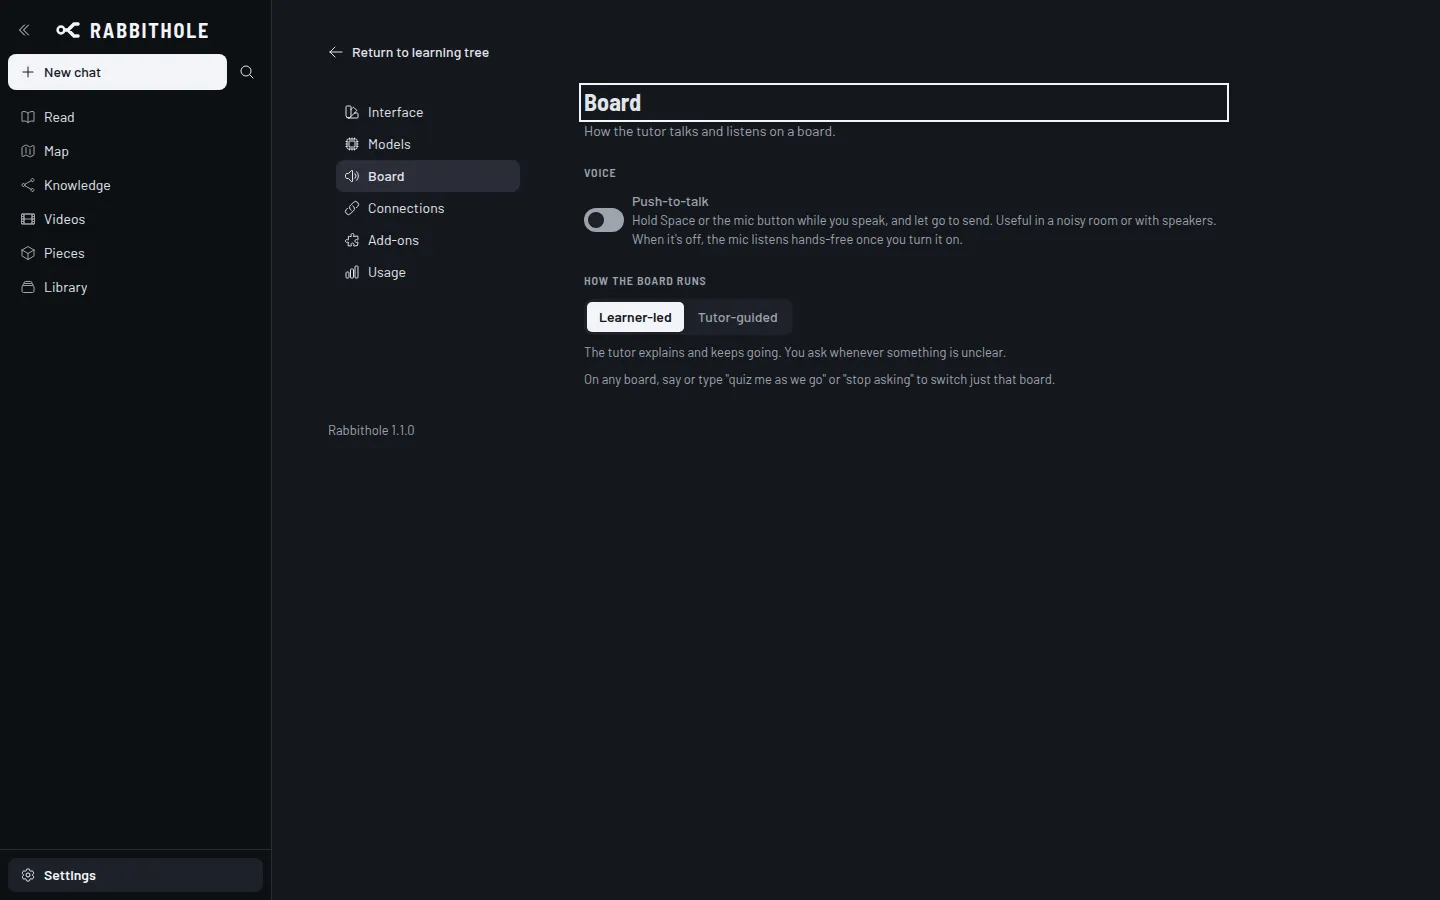 RABBITHOLE
New chat
Read
Map
Knowledge
Videos
Pieces
Library
Settings
Return to learning tree
Interface
Models
Board
Connections
Add-ons
Usage
Rabbithole 1.1.0
Board
How the tutor talks and listens on a board.
VOICE
Push-to-talk
Hold Space or the mic button while you speak, and let go to send. Useful in a noisy room or with speakers.
When it's off, the mic listens hands-free once you turn it on.
HOW THE BOARD RUNS
Learner-led Tutor-guided
The tutor explains and keeps going. You ask whenever something is unclear.
On any board, say or type "quiz me as we go" or "stop asking" to switch just that board.